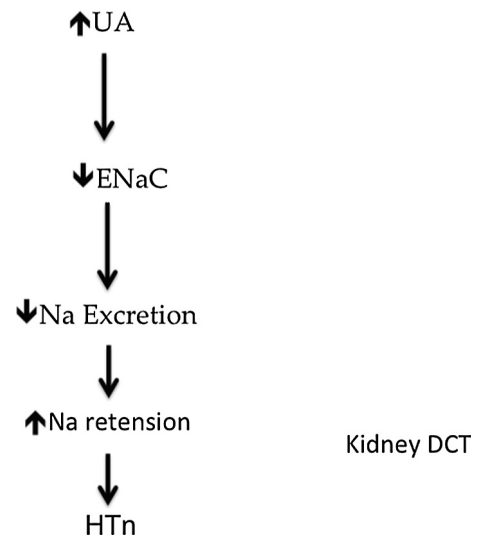 🡹UA
🡻ENaC
🡻Na Excretion
🡹Na retension
Kidney DCT
HTn